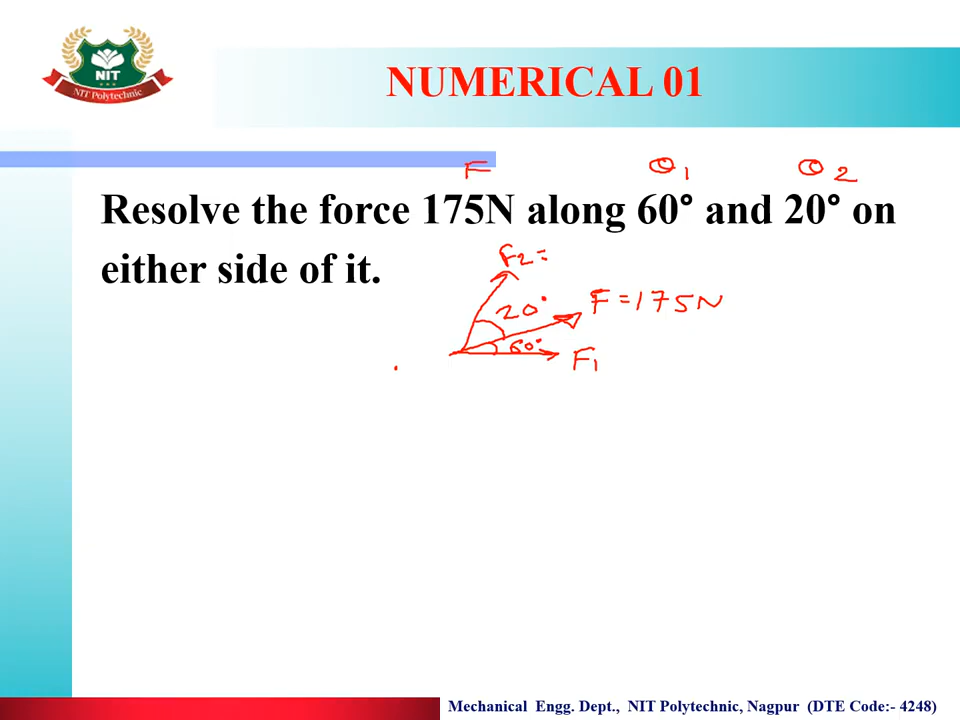 NIT
NIT Polytechnic
NUMERICAL 01
F θ1 θ2
Resolve the force 175N along 60° and 20° on
either side of it.
F2=
20° F=175N
60° F1
Mechanical Engg. Dept., NIT Polytechnic, Nagpur (DTE Code:- 4248)